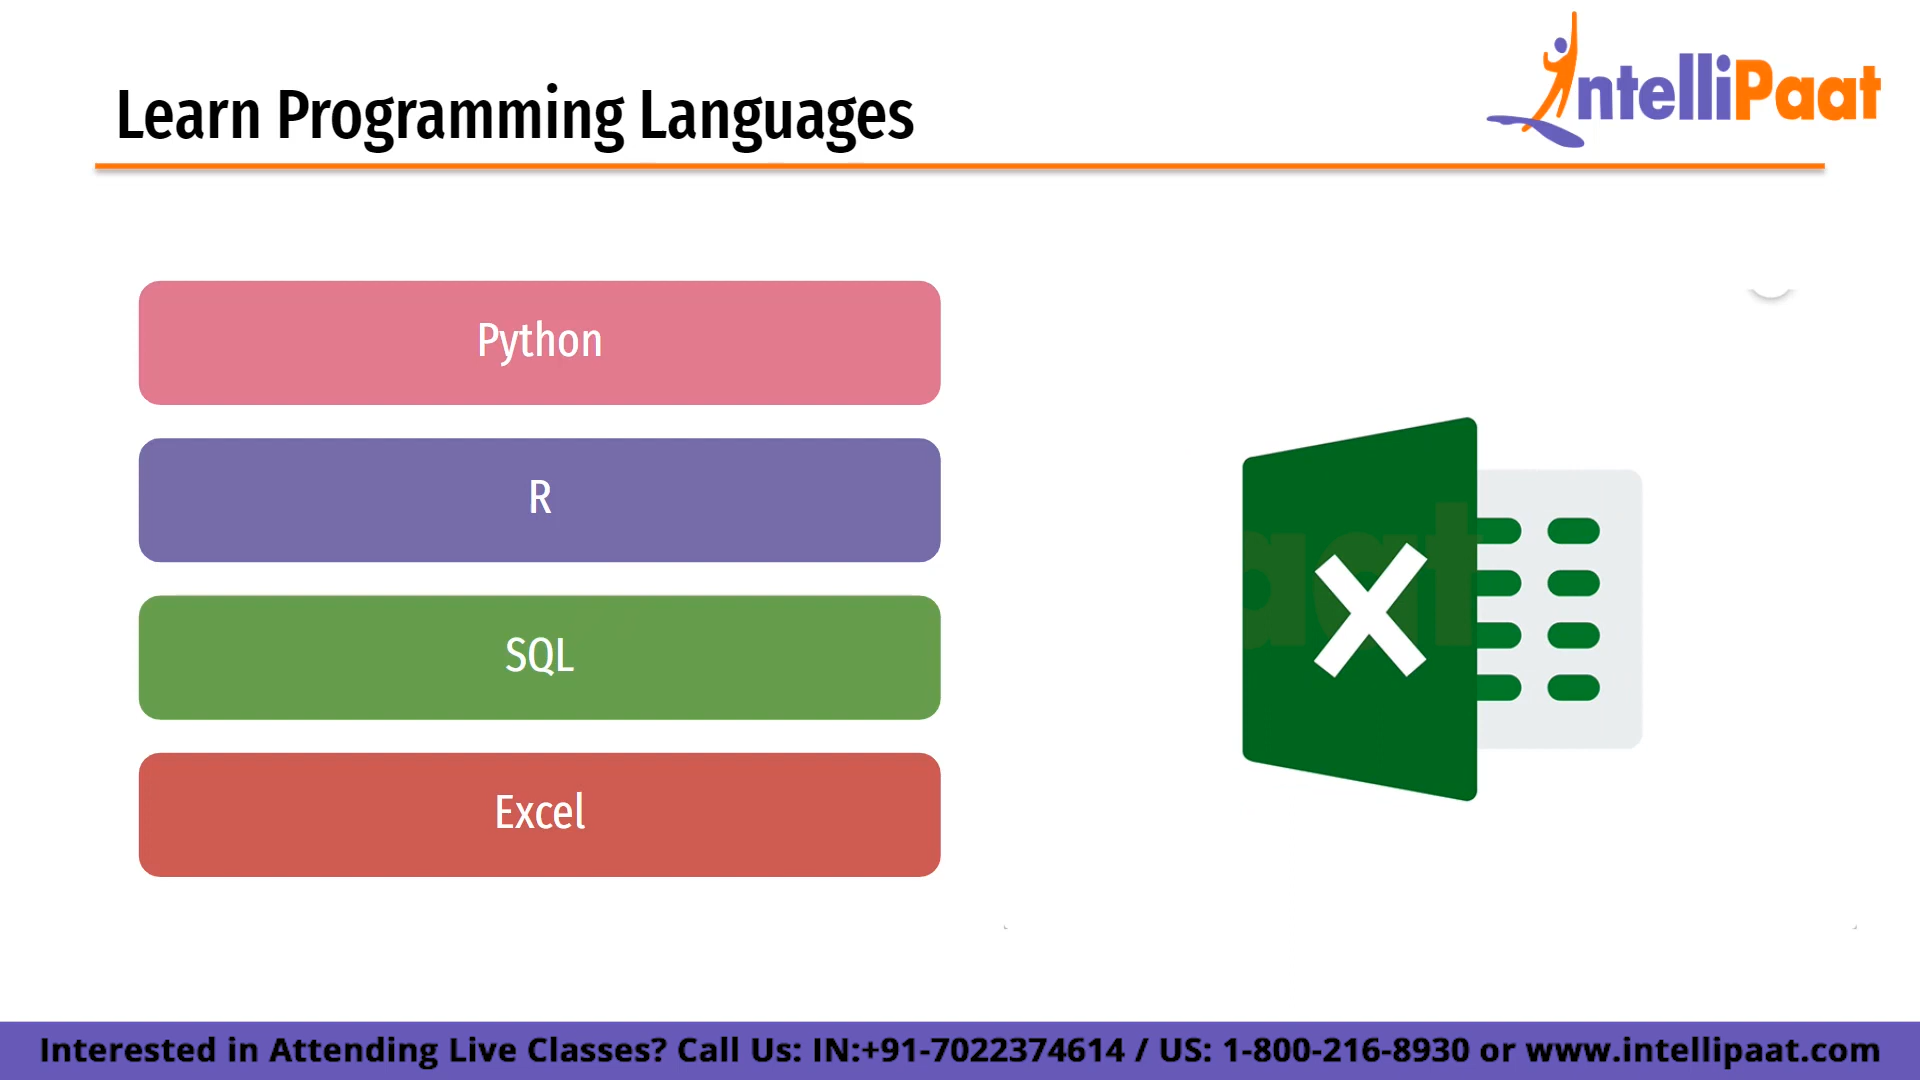 IntelliPaat
Learn Programming Languages
Python
R
SQL
Excel
X
Interested in Attending Live Classes? Call Us: IN:+91-7022374614 / US: 1-800-216-8930 or www.intellipaat.com